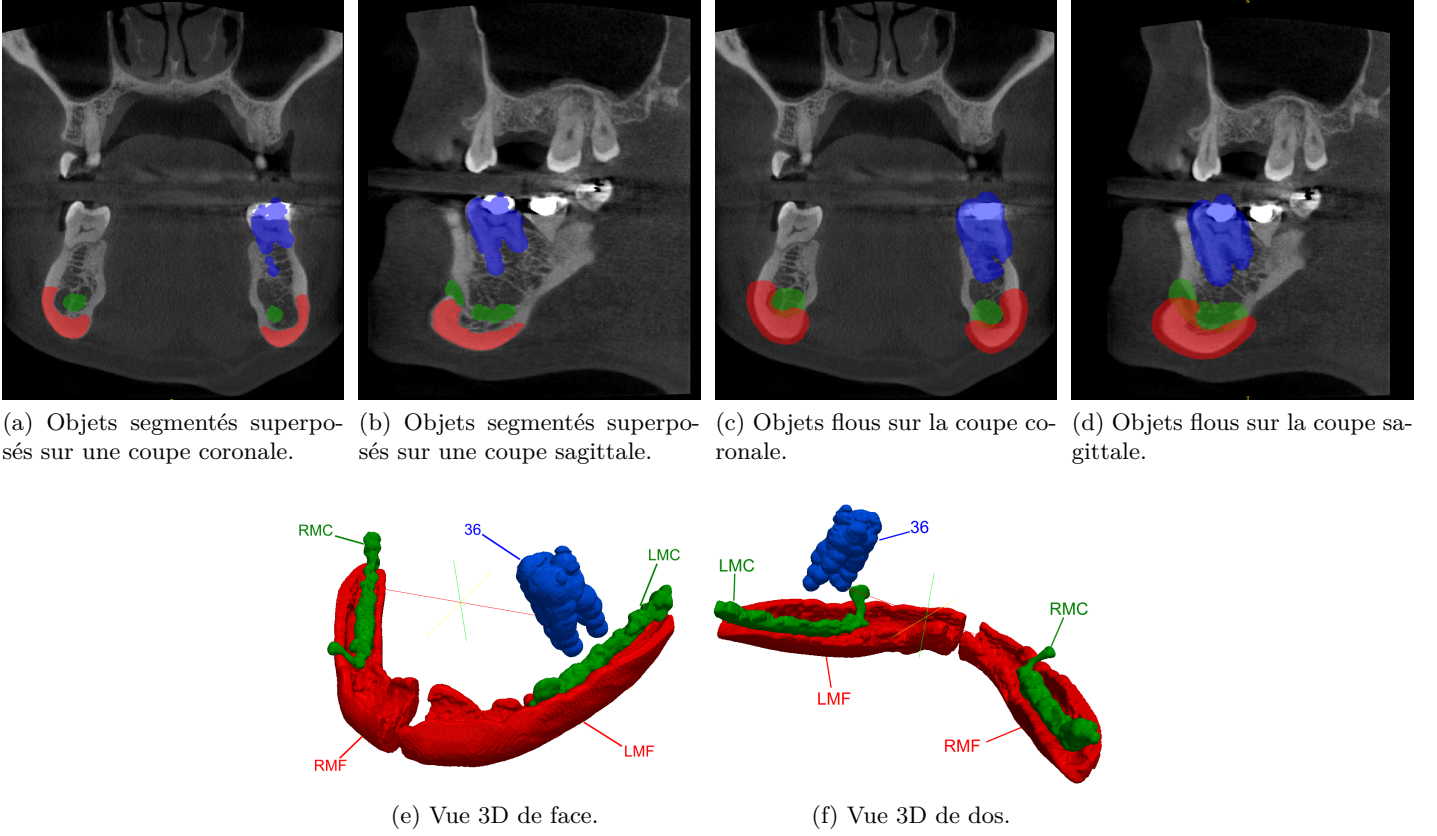 (a) Objets segmentés superpo-
sés sur une coupe coronale.
(b) Objets segmentés superpo-
sés sur une coupe sagittale.
(c) Objets flous sur la coupe co-
ronale.
(d) Objets flous sur la coupe sa-
gittale.
RMC
36
LMC
RMF
LMF
(e) Vue 3D de face.
36
LMC
RMC
LMF
RMF
(f) Vue 3D de dos.